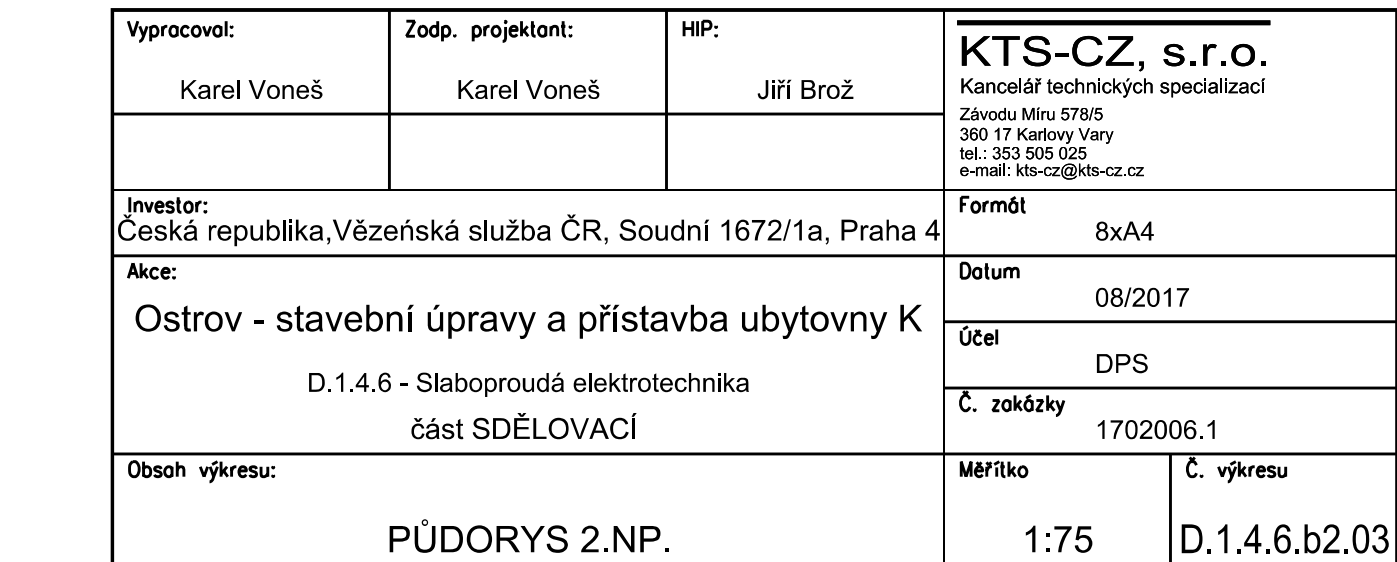 Vypracoval:
Zodp. projektant:
HIP:
Karel Voneš
Karel Voneš
Jiří Brož
KTS-CZ, s.r.o.
Kancelář technických specializací
Závodu Míru 578/5
360 17 Karlovy Vary
tel.: 353 505 025
e-mail: kts-cz@kts-cz.cz
Investor:
Česká republika,Vězeńská služba ČR, Soudní 1672/1a, Praha 4
Formát
8xA4
Akce:
Ostrov - stavební úpravy a přístavba ubytovny K
D.1.4.6 - Slaboproudá elektrotechnika
část SDĚLOVACÍ
Datum
08/2017
Účel
DPS
Č. zakázky
1702006.1
Obsah výkresu:
PŮDORYS 2.NP.
Měřítko
1:75
Č. výkresu
D.1.4.6.b2.03